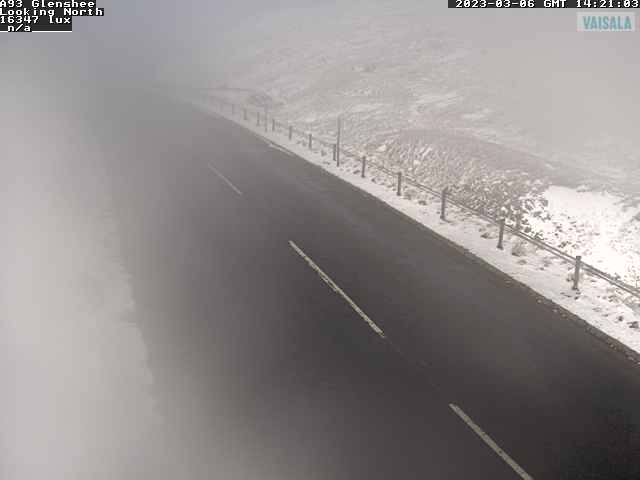 A93 Glenshee
Looking North
16347 lux
n/a
2023-03-06 GMT 14:21:03
VAISALA